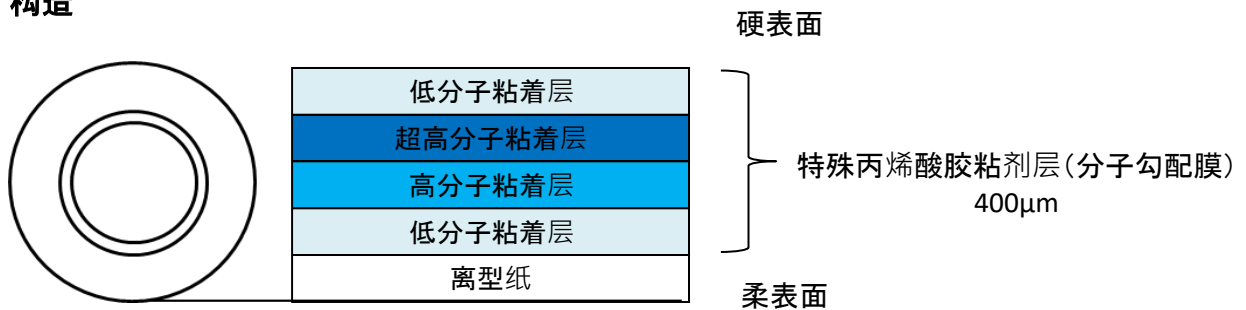 构造
硬表面
低分子粘着层
超高分子粘着层
高分子粘着层
低分子粘着层
离型纸
特殊丙烯酸胶粘剂层(分子勾配膜)
400μm
柔表面